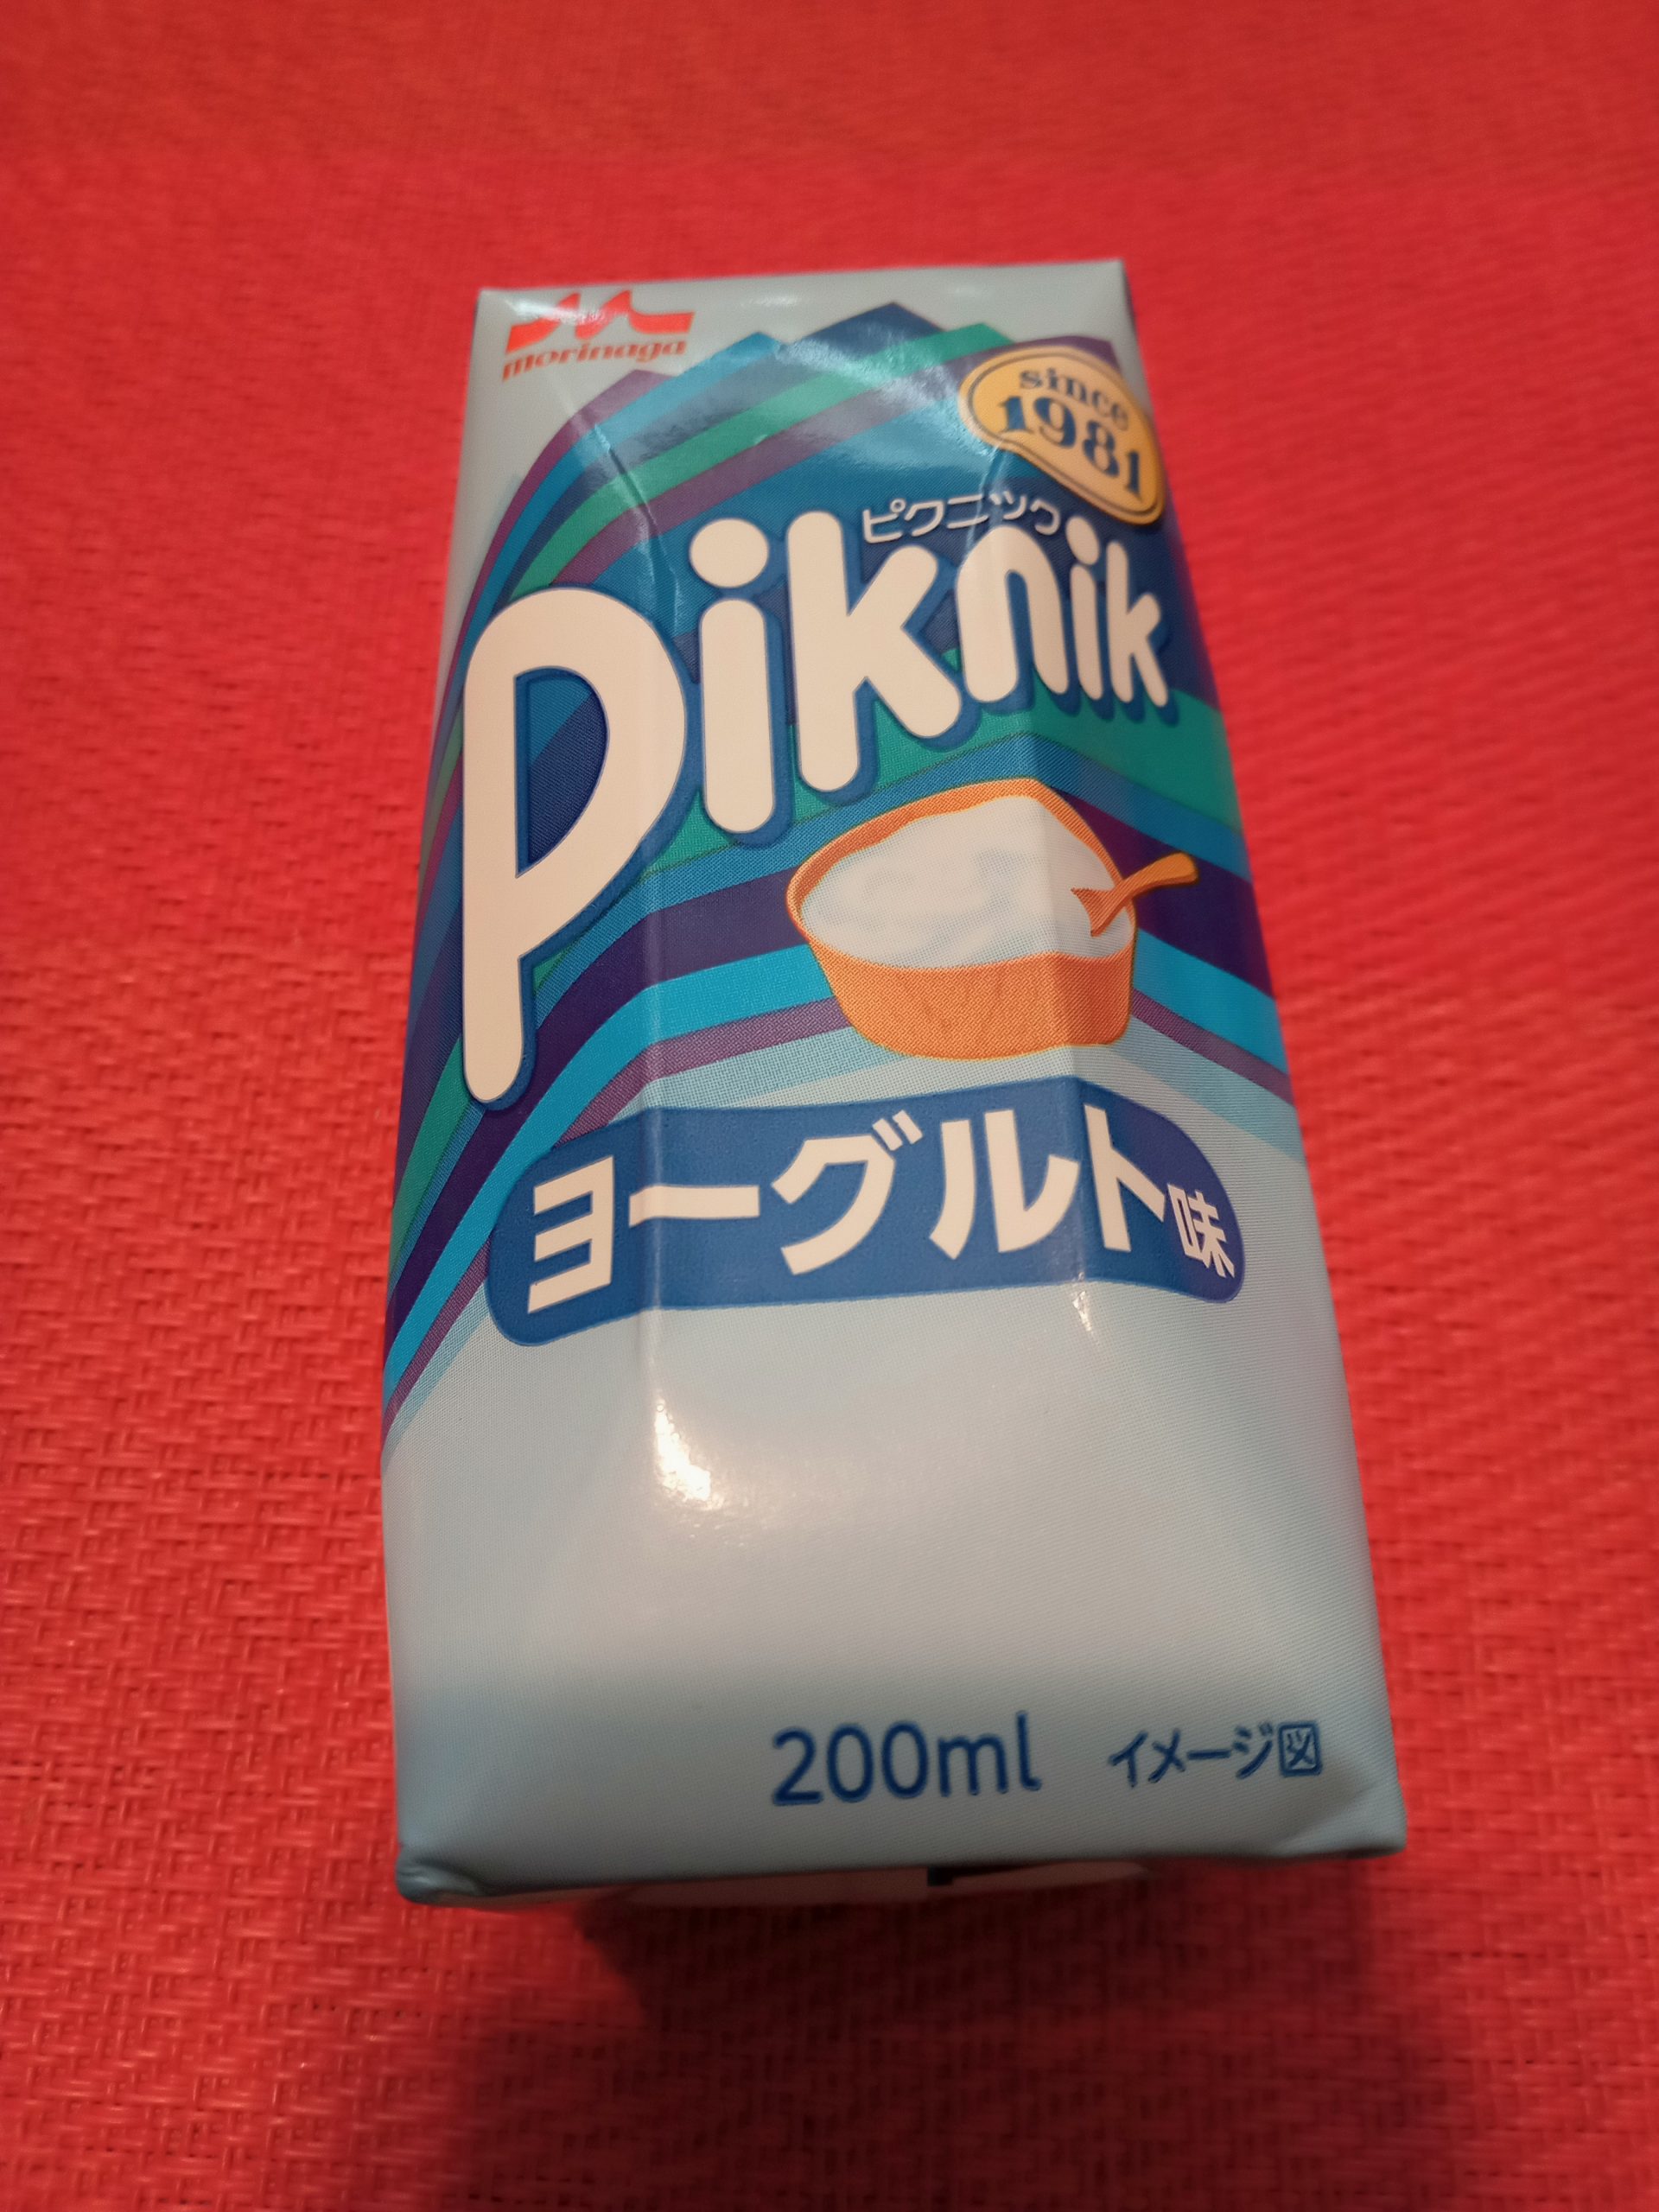 morinaga
since
1981
ピクニック
Piknik
ヨーグルト味
200ml イメージ図